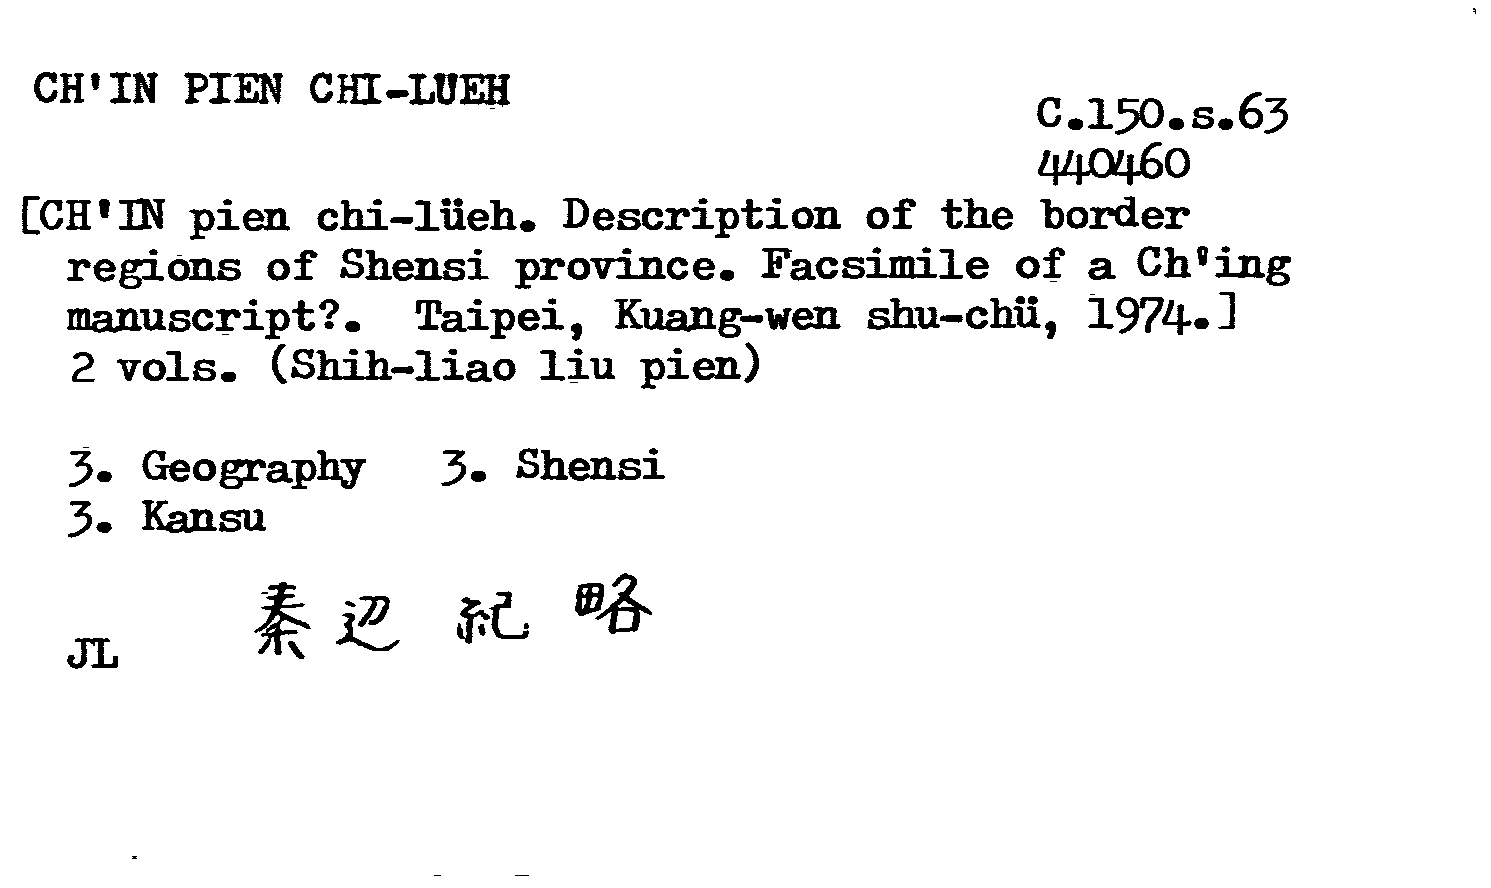 CH'IN PIEN CHI-LUEH
C.150.s.63
440460
[CH'IN pien chi-lüeh. Description of the border
regions of Shensi province. Facsimile of a Ch'ing
manuscript?. Taipei, Kuang-wen shu-chü, 1974.]
2 vols. (Shih-liao liu pien)
3. Geography 3. Shensi
3. Kansu
秦辺紀略
JL